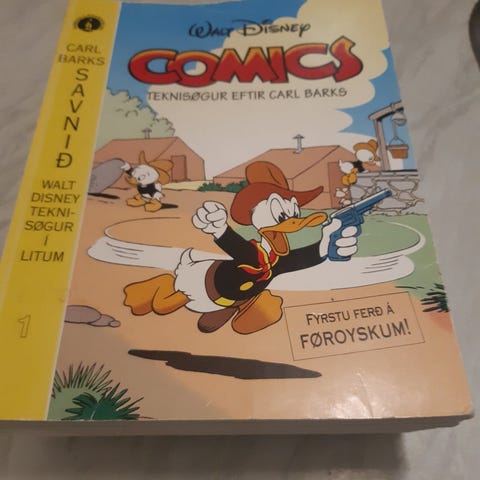 CARL
BARKS
SAVNIÐ
WALT
DISNEY
TEKNI-
SØGUR
Í
LITUM
1
WALT DISNEY
COMICS
TEKNISØGUR EFTIR CARL BARKS
FYRSTU FERÐ Á
FØROYSKUM!